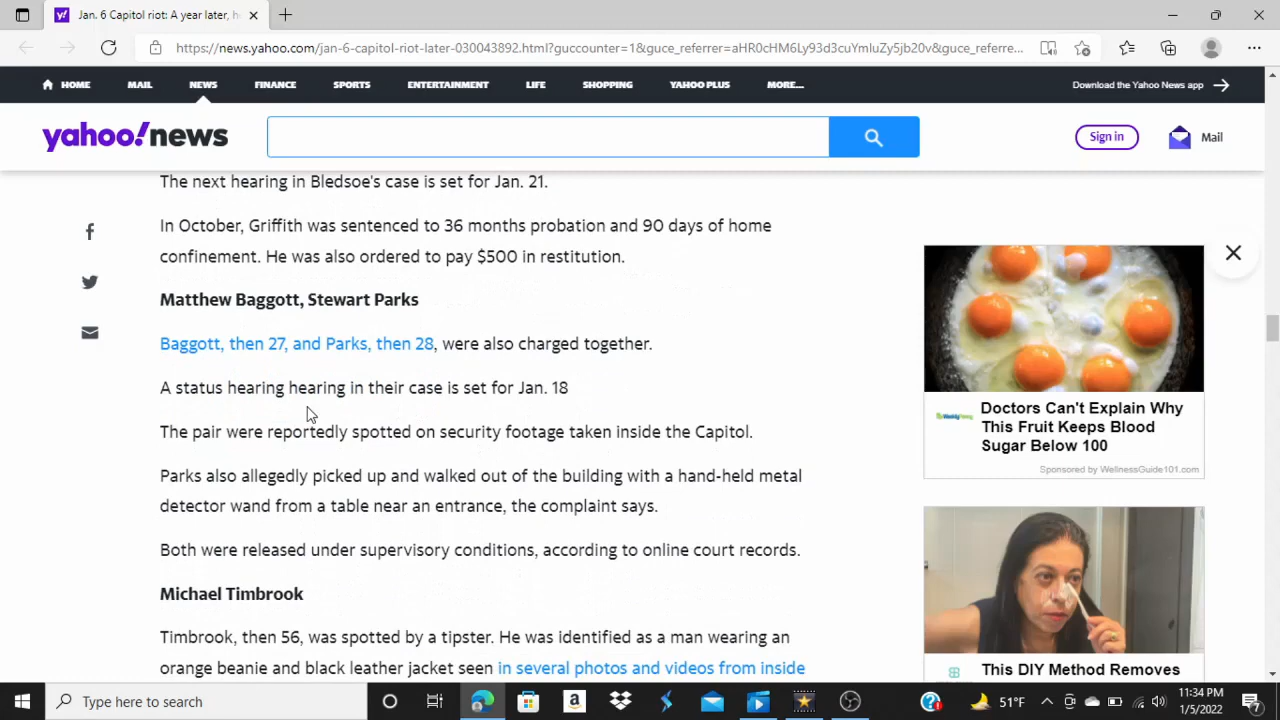 Jan. 6 Capitol riot: A year later, h
https://news.yahoo.com/jan-6-capitol-riot-later-030043892.html?guccounter=1&guce_referrer=aHR0cHM6Ly93d3cuYmluZy5jb20v&guce_referre...
HOME MAIL NEWS FINANCE SPORTS ENTERTAINMENT LIFE SHOPPING YAHOO PLUS MORE... Download the Yahoo News app
yahoo!news Sign in Mail
The next hearing in Bledsoe's case is set for Jan. 21.
In October, Griffith was sentenced to 36 months probation and 90 days of home
confinement. He was also ordered to pay $500 in restitution.
Matthew Baggott, Stewart Parks
Baggott, then 27, and Parks, then 28, were also charged together.
A status hearing hearing in their case is set for Jan. 18
The pair were reportedly spotted on security footage taken inside the Capitol.
Parks also allegedly picked up and walked out of the building with a hand-held metal
detector wand from a table near an entrance, the complaint says.
Both were released under supervisory conditions, according to online court records.
Michael Timbrook
Timbrook, then 56, was spotted by a tipster. He was identified as a man wearing an
orange beanie and black leather jacket seen in several photos and videos from inside
Doctors Can't Explain Why
This Fruit Keeps Blood
Sugar Below 100
Sponsored by WellnessGuide101.com
This DIY Method Removes
Type here to search
51°F
11:34 PM
1/5/2022
7